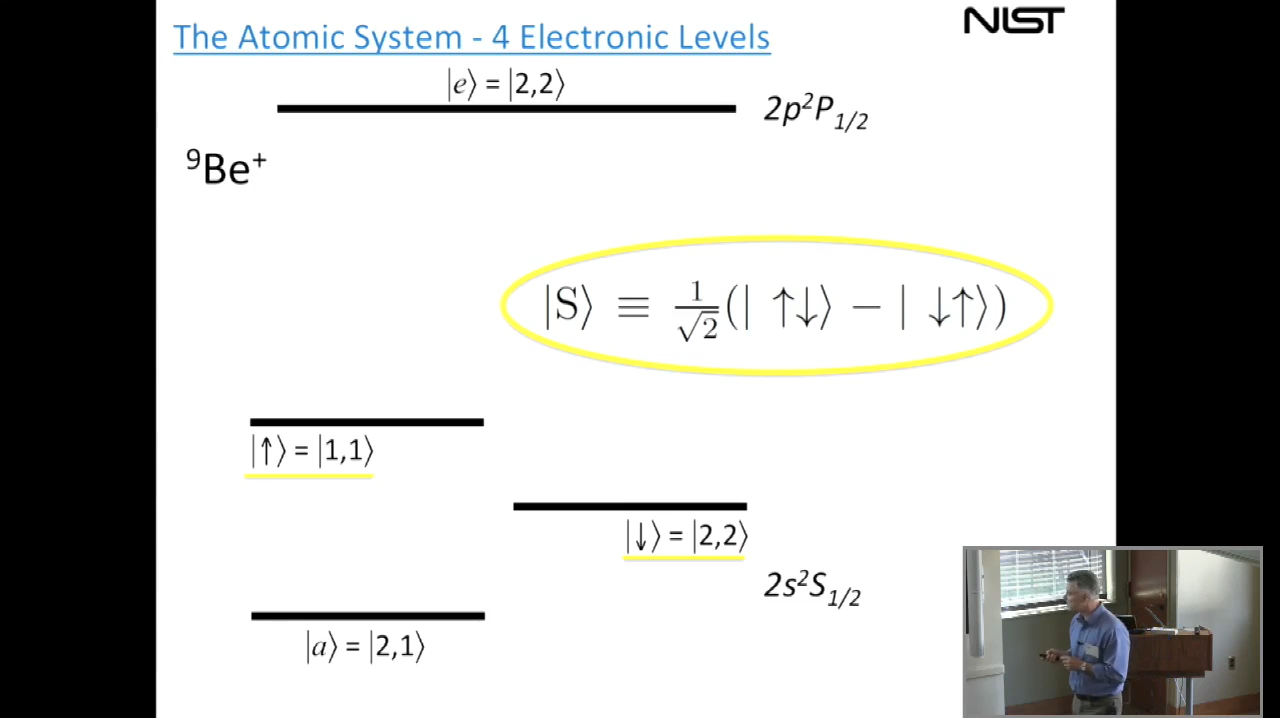 The Atomic System - 4 Electronic Levels
NIST
|e⟩ = |2,2⟩
2p²P₁/₂
⁹Be⁺
|S⟩ ≡ 1/√2(| ↑↓⟩ − | ↓↑⟩)
|↑⟩ = |1,1⟩
|↓⟩ = |2,2⟩
2s²S₁/₂
|a⟩ = |2,1⟩